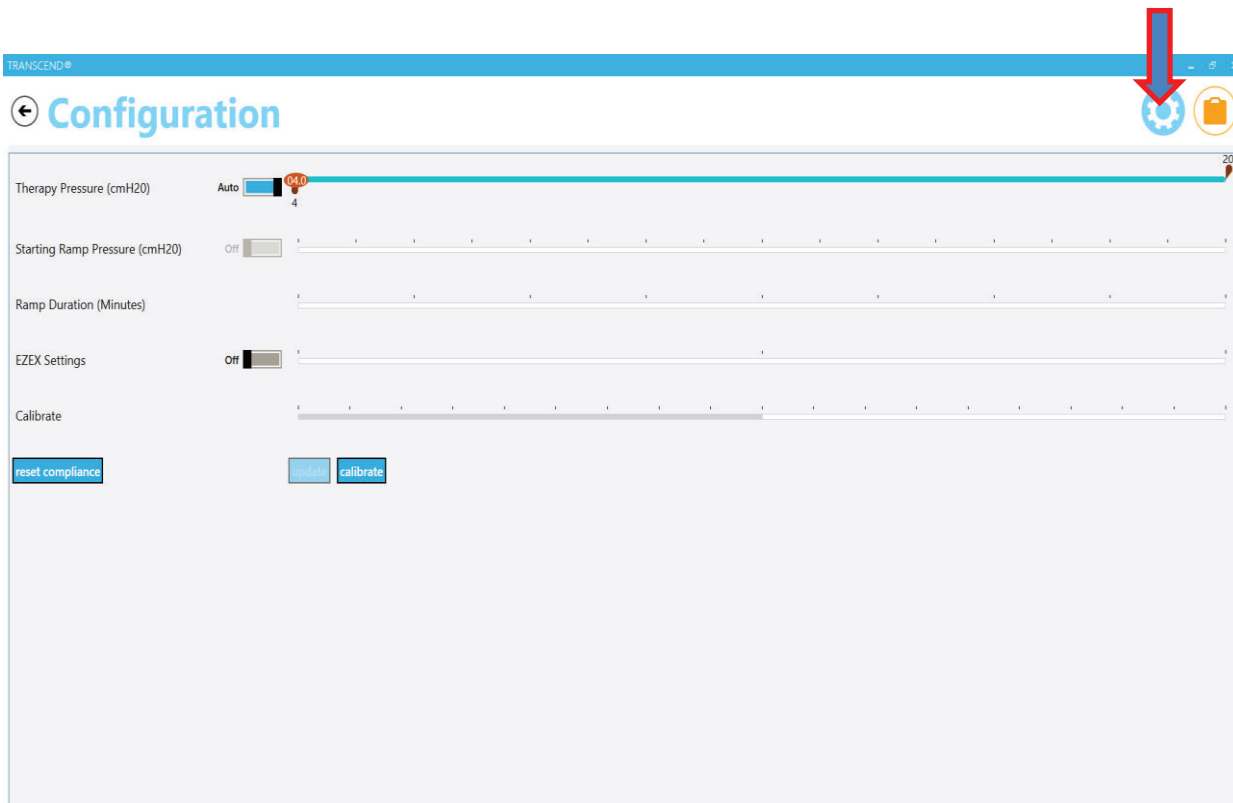 TRANSCEND®
Configuration
20
Therapy Pressure (cmH20) Auto 04.0
4
Starting Ramp Pressure (cmH20) Off
Ramp Duration (Minutes)
EZEX Settings Off
Calibrate
reset compliance update calibrate